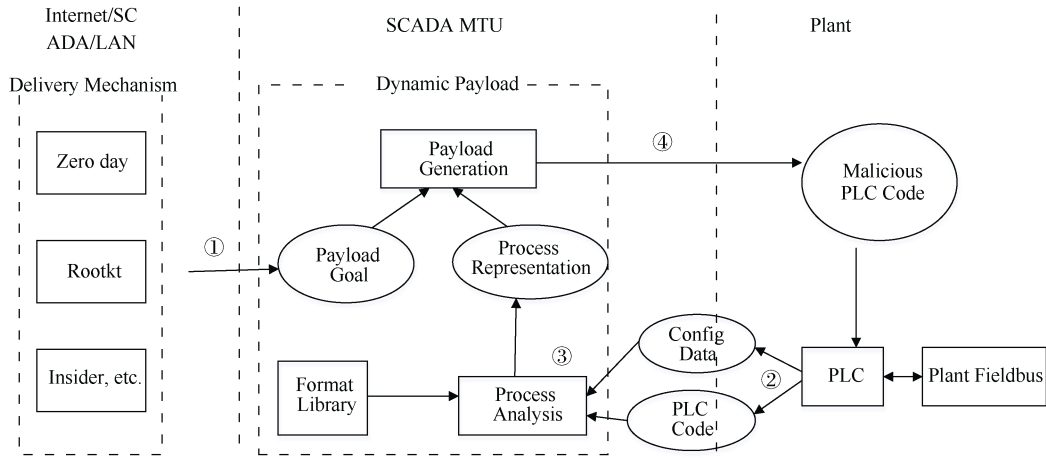 Internet/SC
ADA/LAN
SCADA MTU
Plant
Delivery Mechanism
Dynamic Payload
Zero day
Payload
Generation
④
Malicious
PLC Code
①
Rootkt
Payload
Goal
Process
Representation
Insider, etc.
Format
Library
③
Process
Analysis
Config
Data
②
PLC
Code
PLC
Plant Fieldbus